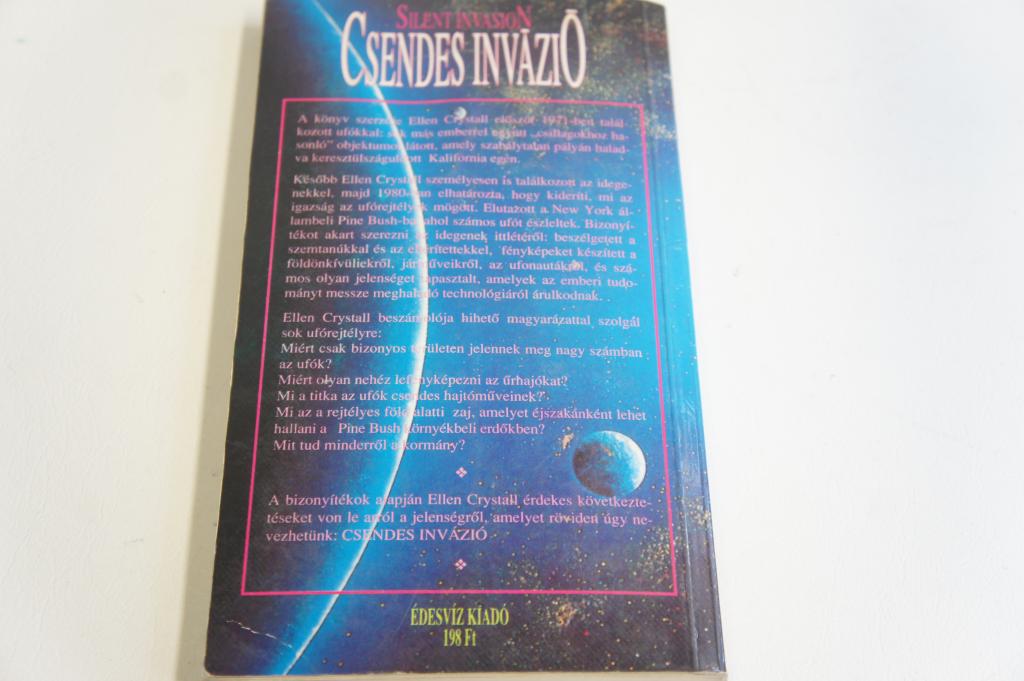 SILENT INVASION
CSENDES INVÁZIÓ
A könyv szerzője Ellen Crystall először 1971-ben talál-
kozott ufókkal: sok más emberrel együtt „csillagokhoz ha-
sonló" objektumot látott, amely szabálytalan pályán halad-
va keresztülszáguldott Kalifornia egén.
Később Ellen Crystall személyesen is találkozott az idege-
nekkel, majd 1980-ban elhatározta, hogy kideríti, mi az
igazság az ufórejtélyek mögött. Elutazott a New York ál-
lambeli Pine Bush-ba, ahol számos ufót észleltek. Bizonyí-
tékot akart szerezni az idegenek ittlétéről: beszélgetett a
szemtanúkkal és az eltérítettekkel, fényképeket készített a
földönkívüliekről, járműveikről, az ufonautákról, és szá-
mos olyan jelenséget tapasztalt, amelyek az emberi tudo-
mányt messze meghaladó technológiáról árulkodnak. .
Ellen Crystall beszámolója hihető magyarázattal szolgál
sok ufórejtélyre:
Miért csak bizonyos területen jelennek meg nagy számban
az ufók?
Miért olyan nehéz lefényképezni az űrhajókat?
Mi a titka az ufók csendes hajtóműveinek?
Mi az a rejtélyes föld alatti zaj, amelyet éjszakánként lehet
hallani a Pine Bush környékbeli erdőkben?
Mit tud minderről a kormány?
A bizonyítékok alapján Ellen Crystall érdekes következte-
téseket von le arról a jelenségről, amelyet röviden úgy ne-
vezhetünk: CSENDES INVÁZIÓ
ÉDESVÍZ KIADÓ
198 Ft